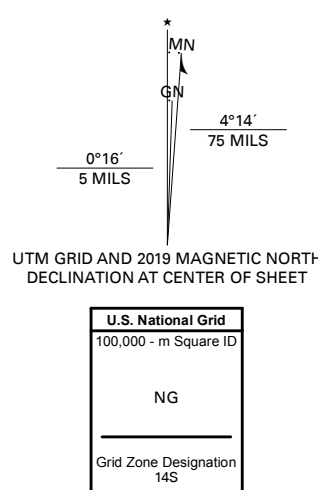 ★
MN
GN
4°14´
75 MILS
0°16´
5 MILS
UTM GRID AND 2019 MAGNETIC NORTH
DECLINATION AT CENTER OF SHEET
U.S. National Grid
100,000 - m Square ID
NG
Grid Zone Designation
14S